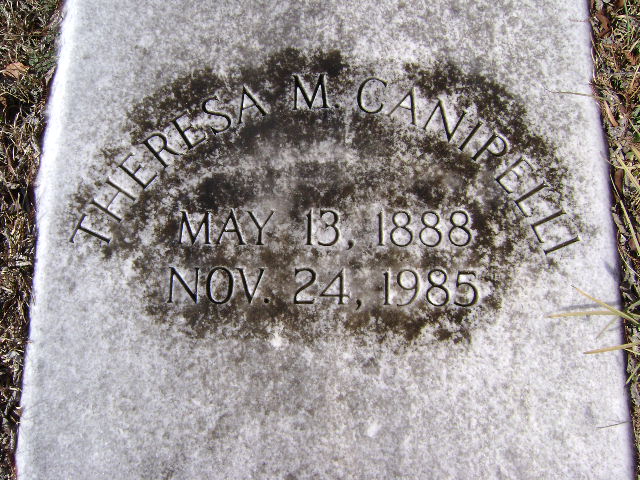 THERESA M. CANIPELLI
MAY 13, 1888
NOV. 24, 1985